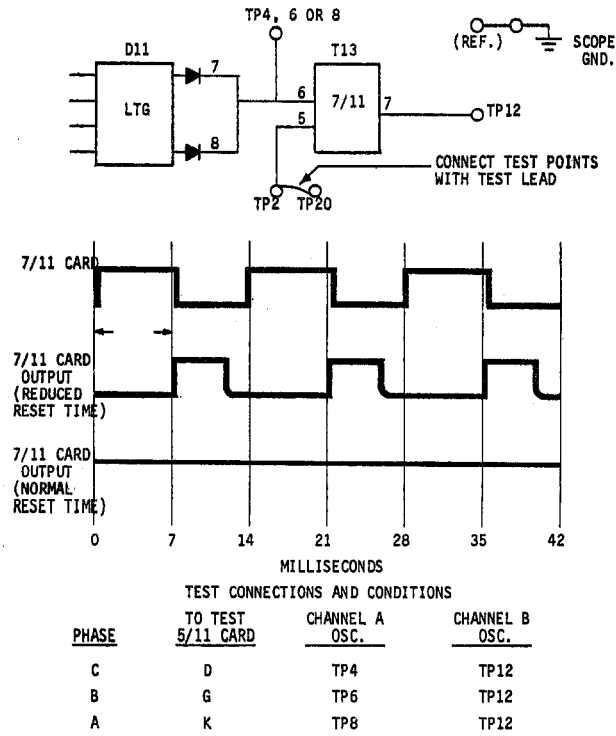 TP4, 6 OR 8
(REF.)
SCOPE
GND.
D11
T13
7
LTG
6
7/11
7
TP12
5
8
CONNECT TEST POINTS
WITH TEST LEAD
TP2 TP20
7/11 CARD
7/11 CARD
OUTPUT
(REDUCED
RESET TIME)
7/11 CARD
OUTPUT
(NORMAL
RESET TIME)
0 7 14 21 28 35 42
MILLISECONDS
TEST CONNECTIONS AND CONDITIONS
PHASE TO TEST 5/11 CARD CHANNEL A OSC. CHANNEL B OSC.
C D TP4 TP12
B G TP6 TP12
A K TP8 TP12